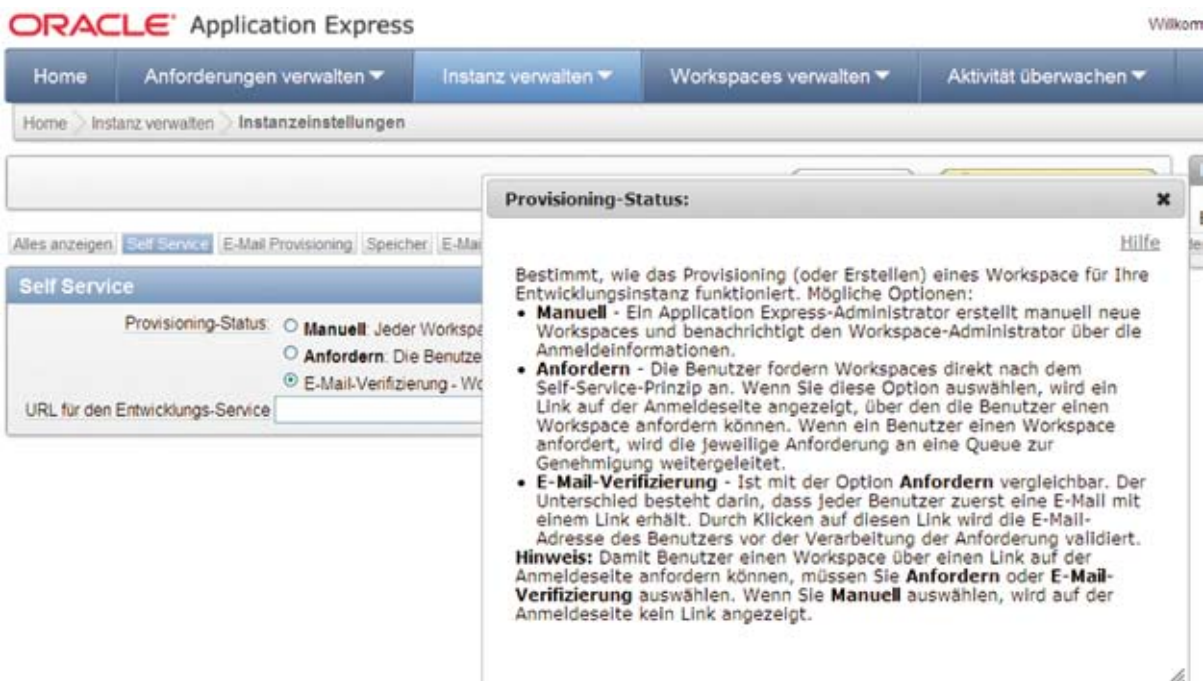 ORACLE Application Express
Home Anforderungen verwalten Instanz verwalten Workspaces verwalten Aktivität überwachen
Home Instanz verwalten Instanzeinstellungen
Alles anzeigen Self Service E-Mail Provisioning Speicher
Self Service
Provisioning-Status: Manuell: Jeder
Anfordern: Die
E-Mail-Verifizierung -
URL für den Entwicklungs-Service
Provisioning-Status:
Hilfe
Bestimmt, wie das Provisioning (oder Erstellen) eines Workspace für Ihre
Entwicklungsinstanz funktioniert. Mögliche Optionen:
• Manuell - Ein Application Express-Administrator erstellt manuell neue
Workspaces und benachrichtigt den Workspace-Administrator über die
Anmeldeinformationen.
• Anfordern - Die Benutzer fordern Workspaces direkt nach dem
Self-Service-Prinzip an. Wenn Sie diese Option auswählen, wird ein
Link auf der Anmeldeseite angezeigt, über den die Benutzer einen
Workspace anfordern können. Wenn ein Benutzer einen Workspace
anfordert, wird die jeweilige Anforderung an eine Queue zur
Genehmigung weitergeleitet.
• E-Mail-Verifizierung - Ist mit der Option Anfordern vergleichbar. Der
Unterschied besteht darin, dass jeder Benutzer zuerst eine E-Mail mit
einem Link erhält. Durch Klicken auf diesen Link wird die E-Mail-
Adresse des Benutzers vor der Verarbeitung der Anforderung validiert.
Hinweis: Damit Benutzer einen Workspace über einen Link auf der
Anmeldeseite anfordern können, müssen Sie Anfordern oder E-Mail-
Verifizierung auswählen. Wenn Sie Manuell auswählen, wird auf der
Anmeldeseite kein Link angezeigt.